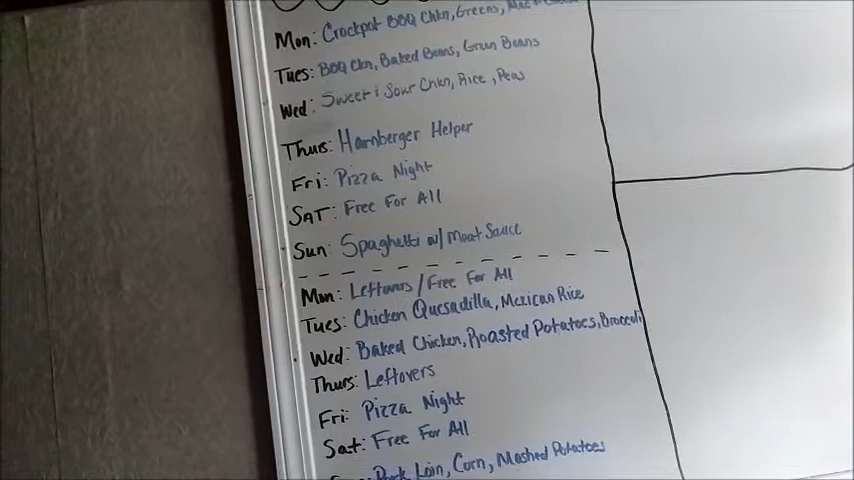 Mon: Crockpot BBQ Chkn, Greens, Mac &
Tues: BBQ Ckn, Baked Beans, Green Beans
Wed: Sweet & Sour Chkn, Rice, Peas
Thurs: Hamberger Helper
Fri: Pizza Night
SAT: Free For All
Sun: Spaghetti w/ Meat Sauce
Mon: Leftovers / Free For All
Tues: Chicken Quesadilla, Mexican Rice
Wed: Baked Chicken, Roasted Potatoes, Broccoli
Thurs: Leftovers
Fri: Pizza Night
Sat: Free For All
Pork Loin, Corn, Mashed Potatoes